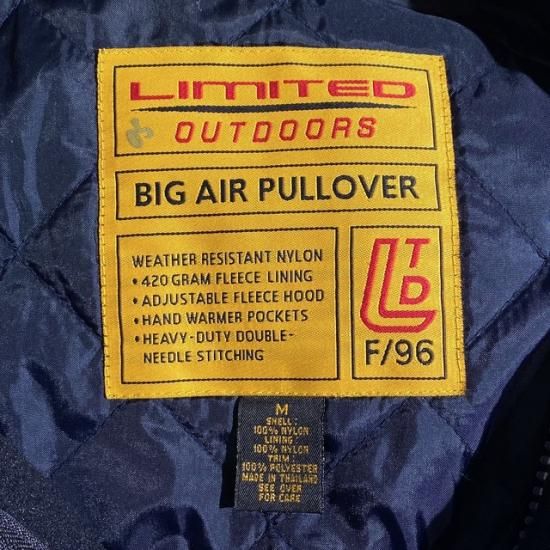 LIMITED
OUTDOORS
BIG AIR PULLOVER
WEATHER RESISTANT NYLON
• 420 GRAM FLEECE LINING
• ADJUSTABLE FLEECE HOOD
• HAND WARMER POCKETS
• HEAVY-DUTY DOUBLE-
NEEDLE STITCHING
LTD
F/96
M
SHELL:
100% NYLON
LINING:
100% NYLON
TRIM:
100% POLYESTER
MADE IN THAILAND
SEE OVER
FOR CARE